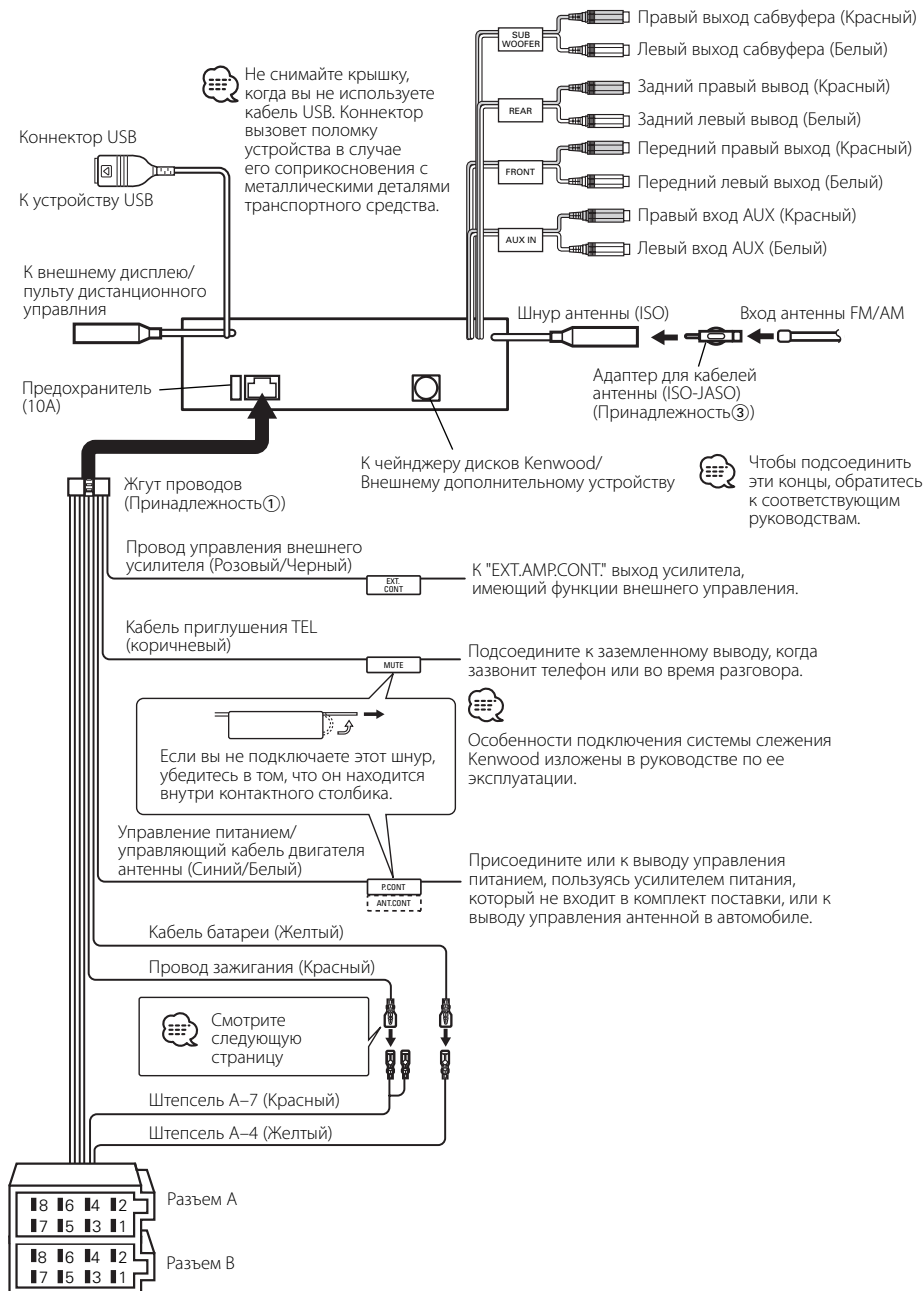 Правый выход сабвуфера (Красный)
SUB
WOOFER
Левый выход сабвуфера (Белый)
Задний правый вывод (Красный)
REAR
Задний левый вывод (Белый)
Передний правый выход (Красный)
FRONT
Передний левый выход (Белый)
Правый вход AUX (Красный)
AUX IN
Левый вход AUX (Белый)
Не снимайте крышку,
когда вы не используете
кабель USB. Коннектор
вызовет поломку
устройства в случае
его соприкосновения с
металлическими деталями
транспортного средства.
Коннектор USB
К устройству USB
К внешнему дисплею/
пульту дистанционного
управлния
Шнур антенны (ISO)
Вход антенны FM/AM
Адаптер для кабелей
антенны (ISO-JASO)
(Принадлежность③)
Предохранитель
(10A)
К чейнджеру дисков Kenwood/
Внешнему дополнительному устройству
Чтобы подсоединить
эти концы, обратитесь
к соответствующим
руководствам.
Жгут проводов
(Принадлежность①)
Провод управления внешнего
усилителя (Розовый/Черный)
EXT.
CONT
К "EXT.AMP.CONT." выход усилитела,
имеющий функции внешнего управления.
Кабель приглушения TEL
(коричневый)
MUTE
Подсоедините к заземленному выводу, когда
зазвонит телефон или во время разговора.
Особенности подключения системы слежения
Kenwood изложены в руководстве по ее
эксплуатации.
Если вы не подключаете этот шнур,
убедитесь в том, что он находится
внутри контактного столбика.
Управление питанием/
управляющий кабель двигателя
антенны (Синий/Белый)
P.CONT
ANT.CONT
Присоедините или к выводу управления
питанием, пользуясь усилителем питания,
который не входит в комплект поставки, или к
выводу управления антенной в автомобиле.
Кабель батареи (Желтый)
Провод зажигания (Красный)
Смотрите
следующую
страницу
Штепсель A–7 (Красный)
Штепсель A–4 (Желтый)
Разъем A
8 6 4 2
7 5 3 1
Разъем B
8 6 4 2
7 5 3 1